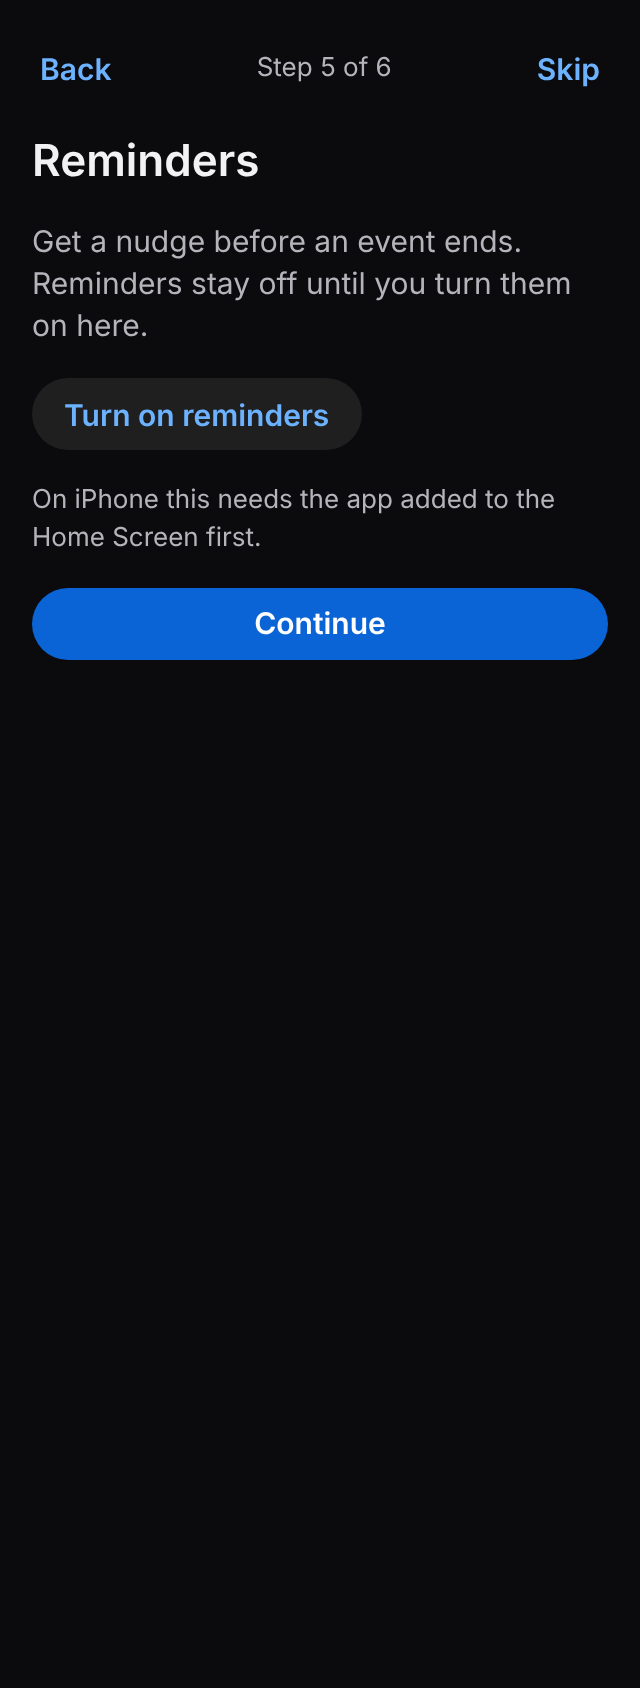 Back
Step 5 of 6
Skip
Reminders
Get a nudge before an event ends.
Reminders stay off until you turn them
on here.
Turn on reminders
On iPhone this needs the app added to the
Home Screen first.
Continue